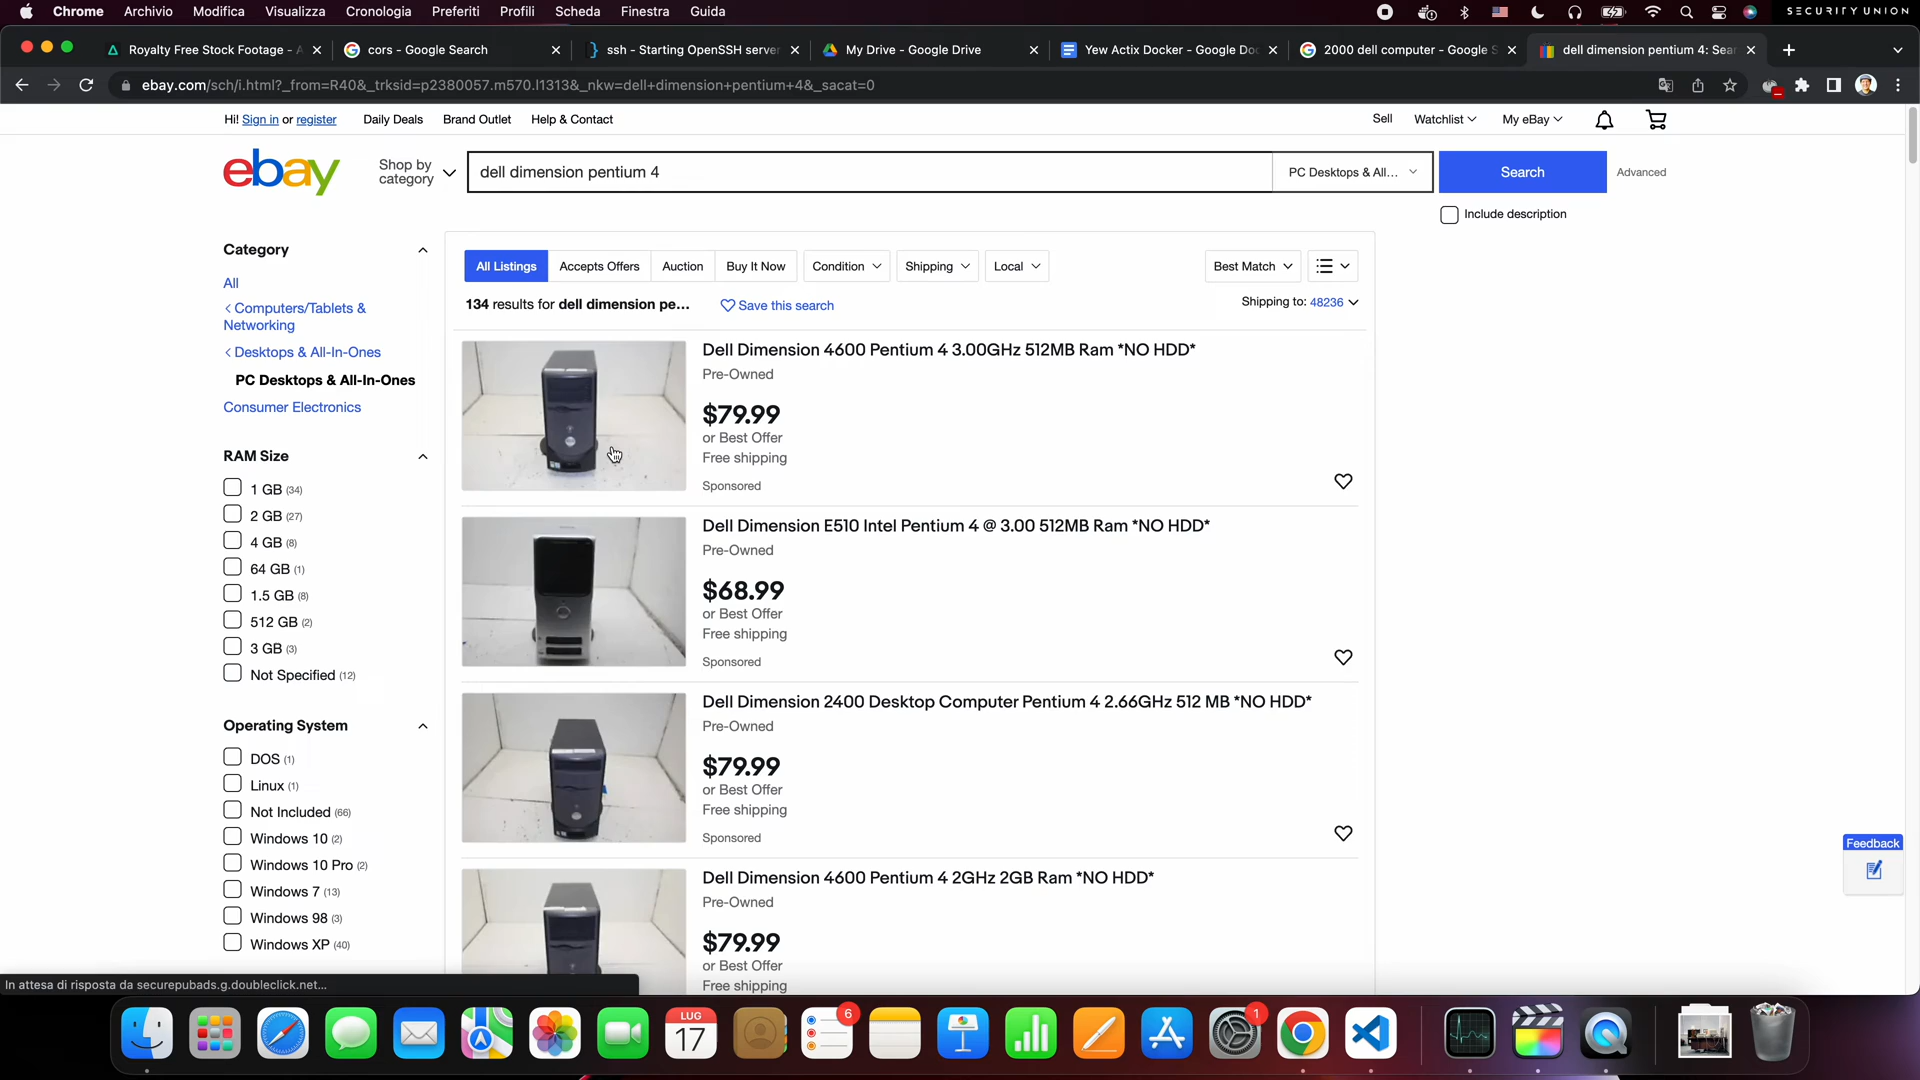 Chrome Archivio Modifica Visualizza Cronologia Preferiti Profili Scheda Finestra Guida SECURITY UNION
Royalty Free Stock Footage - A cors - Google Search ssh - Starting OpenSSH server My Drive - Google Drive Yew Actix Docker - Google Do 2000 dell computer - Google S dell dimension pentium 4: Sea
ebay.com/sch/i.html?_from=R40&_trksid=p2380057.m570.l1313&_nkw=dell+dimension+pentium+4&_sacat=0
Hi! Sign in or register Daily Deals Brand Outlet Help & Contact Sell Watchlist My eBay
ebay Shop by category dell dimension pentium 4 PC Desktops & All... Search Advanced
Include description
Category
All
< Computers/Tablets &
Networking
< Desktops & All-In-Ones
PC Desktops & All-In-Ones
Consumer Electronics
RAM Size
1 GB (34)
2 GB (27)
4 GB (8)
64 GB (1)
1.5 GB (8)
512 GB (2)
3 GB (3)
Not Specified (12)
Operating System
DOS (1)
Linux (1)
Not Included (66)
Windows 10 (2)
Windows 10 Pro (2)
Windows 7 (13)
Windows 98 (3)
Windows XP (40)
All Listings Accepts Offers Auction Buy It Now Condition Shipping Local Best Match
134 results for dell dimension pe... Save this search Shipping to: 48236
Dell Dimension 4600 Pentium 4 3.00GHz 512MB Ram *NO HDD*
Pre-Owned
$79.99
or Best Offer
Free shipping
Sponsored
Dell Dimension E510 Intel Pentium 4 @ 3.00 512MB Ram *NO HDD*
Pre-Owned
$68.99
or Best Offer
Free shipping
Sponsored
Dell Dimension 2400 Desktop Computer Pentium 4 2.66GHz 512 MB *NO HDD*
Pre-Owned
$79.99
or Best Offer
Free shipping
Sponsored
Dell Dimension 4600 Pentium 4 2GHz 2GB Ram *NO HDD*
Pre-Owned
$79.99
or Best Offer
Free shipping
Feedback
In attesa di risposta da securepubads.g.doubleclick.net...
LUG
17
6
1